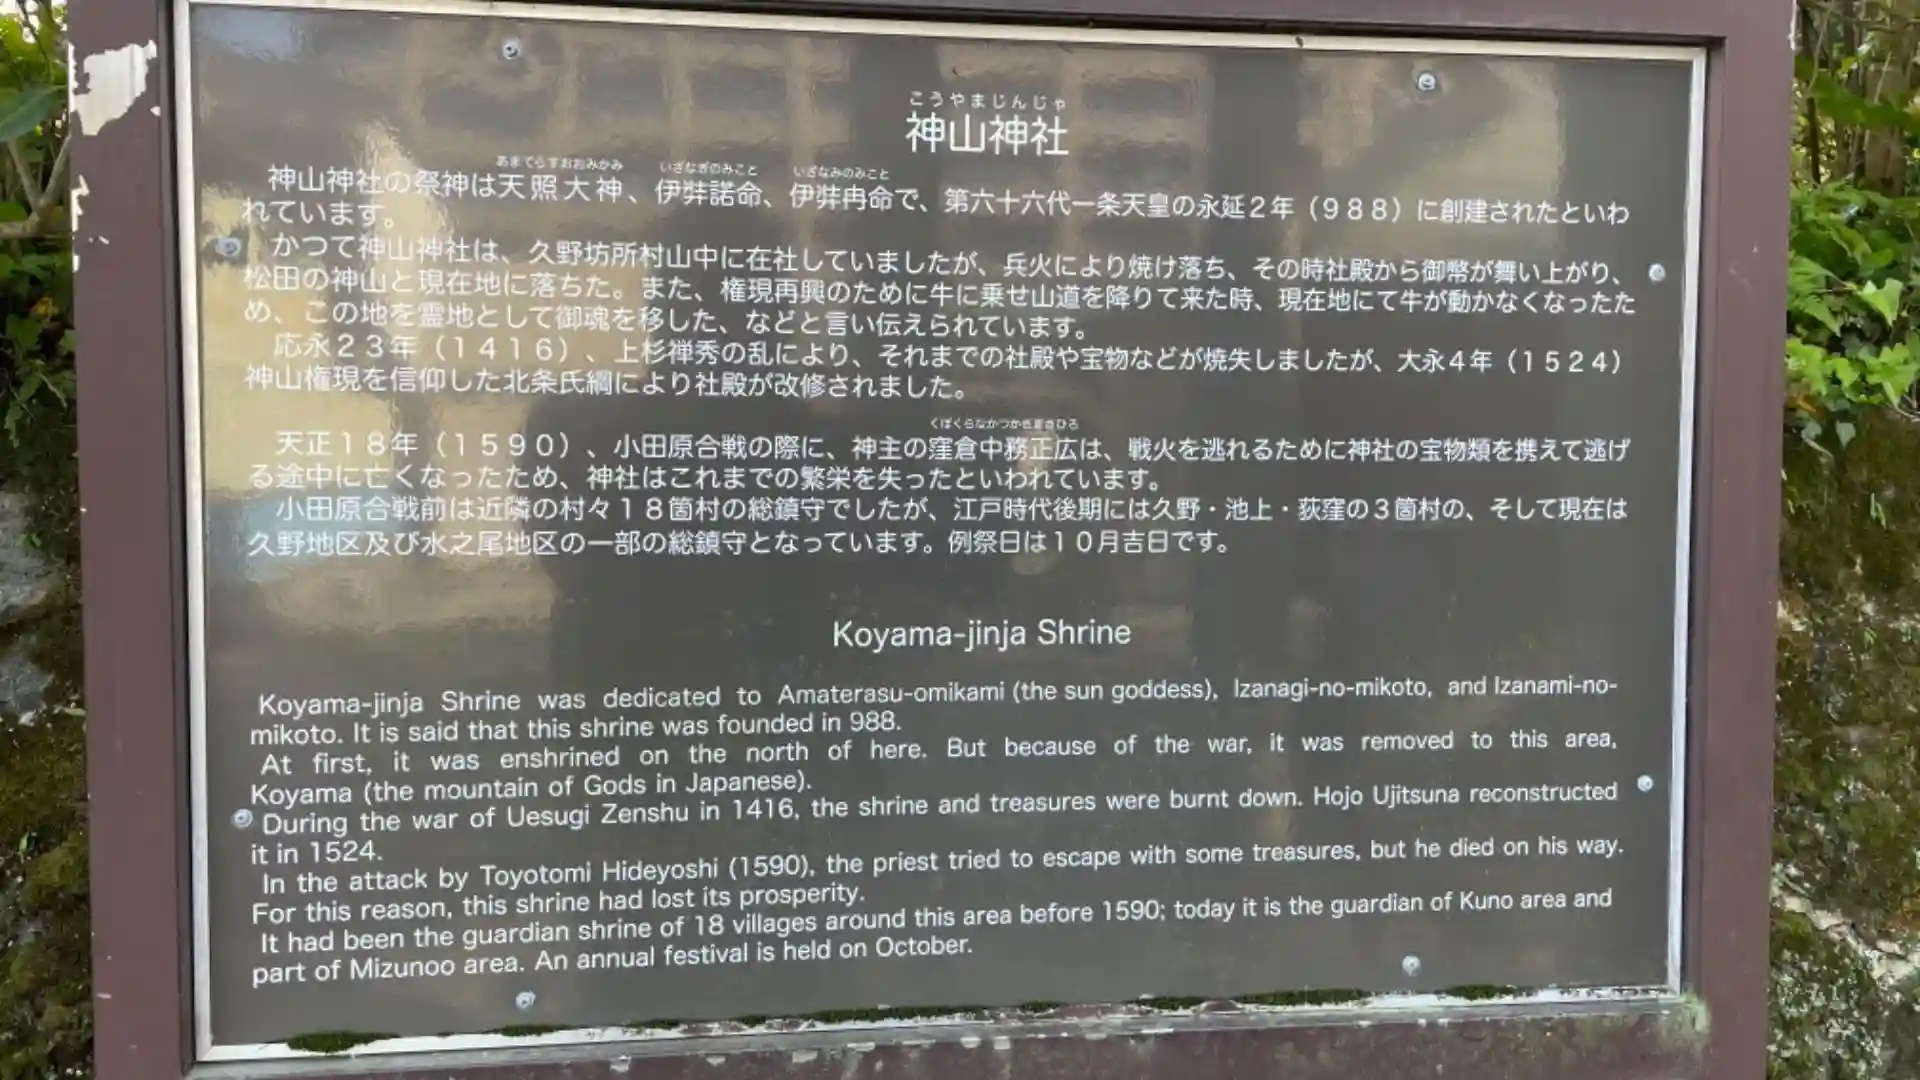 こうやまじんじゃ
神山神社
あまてらすおおみかみ いざなぎのみこと いざなみのみこと
神山神社の祭神は天照大神、伊弉諾命、伊弉冉命で、第六十六代一条天皇の永延２年（９８８）に創建されたといわ
れています。
かつて神山神社は、久野坊所村山中に在社していましたが、兵火により焼け落ち、その時社殿から御幣が舞い上がり、
松田の神山と現在地に落ちた。また、権現再興のために牛に乗せ山道を降りて来た時、現在地にて牛が動かなくなったた
め、この地を霊地として御魂を移した、などと言い伝えられています。
応永２３年（１４１６）、上杉禅秀の乱により、それまでの社殿や宝物などが焼失しましたが、大永４年（１５２４）
神山権現を信仰した北条氏綱により社殿が改修されました。
くぼくらなかつかさまさひろ
天正１８年（１５９０）、小田原合戦の際に、神主の窪倉中務正広は、戦火を逃れるために神社の宝物類を携えて逃げ
る途中に亡くなったため、神社はこれまでの繁栄を失ったといわれています。
小田原合戦前は近隣の村々１８箇村の総鎮守でしたが、江戸時代後期には久野・池上・荻窪の３箇村の、そして現在は
久野地区及び水之尾地区の一部の総鎮守となっています。例祭日は１０月吉日です。
Koyama-jinja Shrine
Koyama-jinja Shrine was dedicated to Amaterasu-omikami (the sun goddess), Izanagi-no-mikoto, and Izanami-no-
mikoto. It is said that this shrine was founded in 988.
At first, it was enshrined on the north of here. But because of the war, it was removed to this area,
Koyama (the mountain of Gods in Japanese).
During the war of Uesugi Zenshu in 1416, the shrine and treasures were burnt down. Hojo Ujitsuna reconstructed
it in 1524.
In the attack by Toyotomi Hideyoshi (1590), the priest tried to escape with some treasures, but he died on his way.
For this reason, this shrine had lost its prosperity.
It had been the guardian shrine of 18 villages around this area before 1590; today it is the guardian of Kuno area and
part of Mizunoo area. An annual festival is held on October.